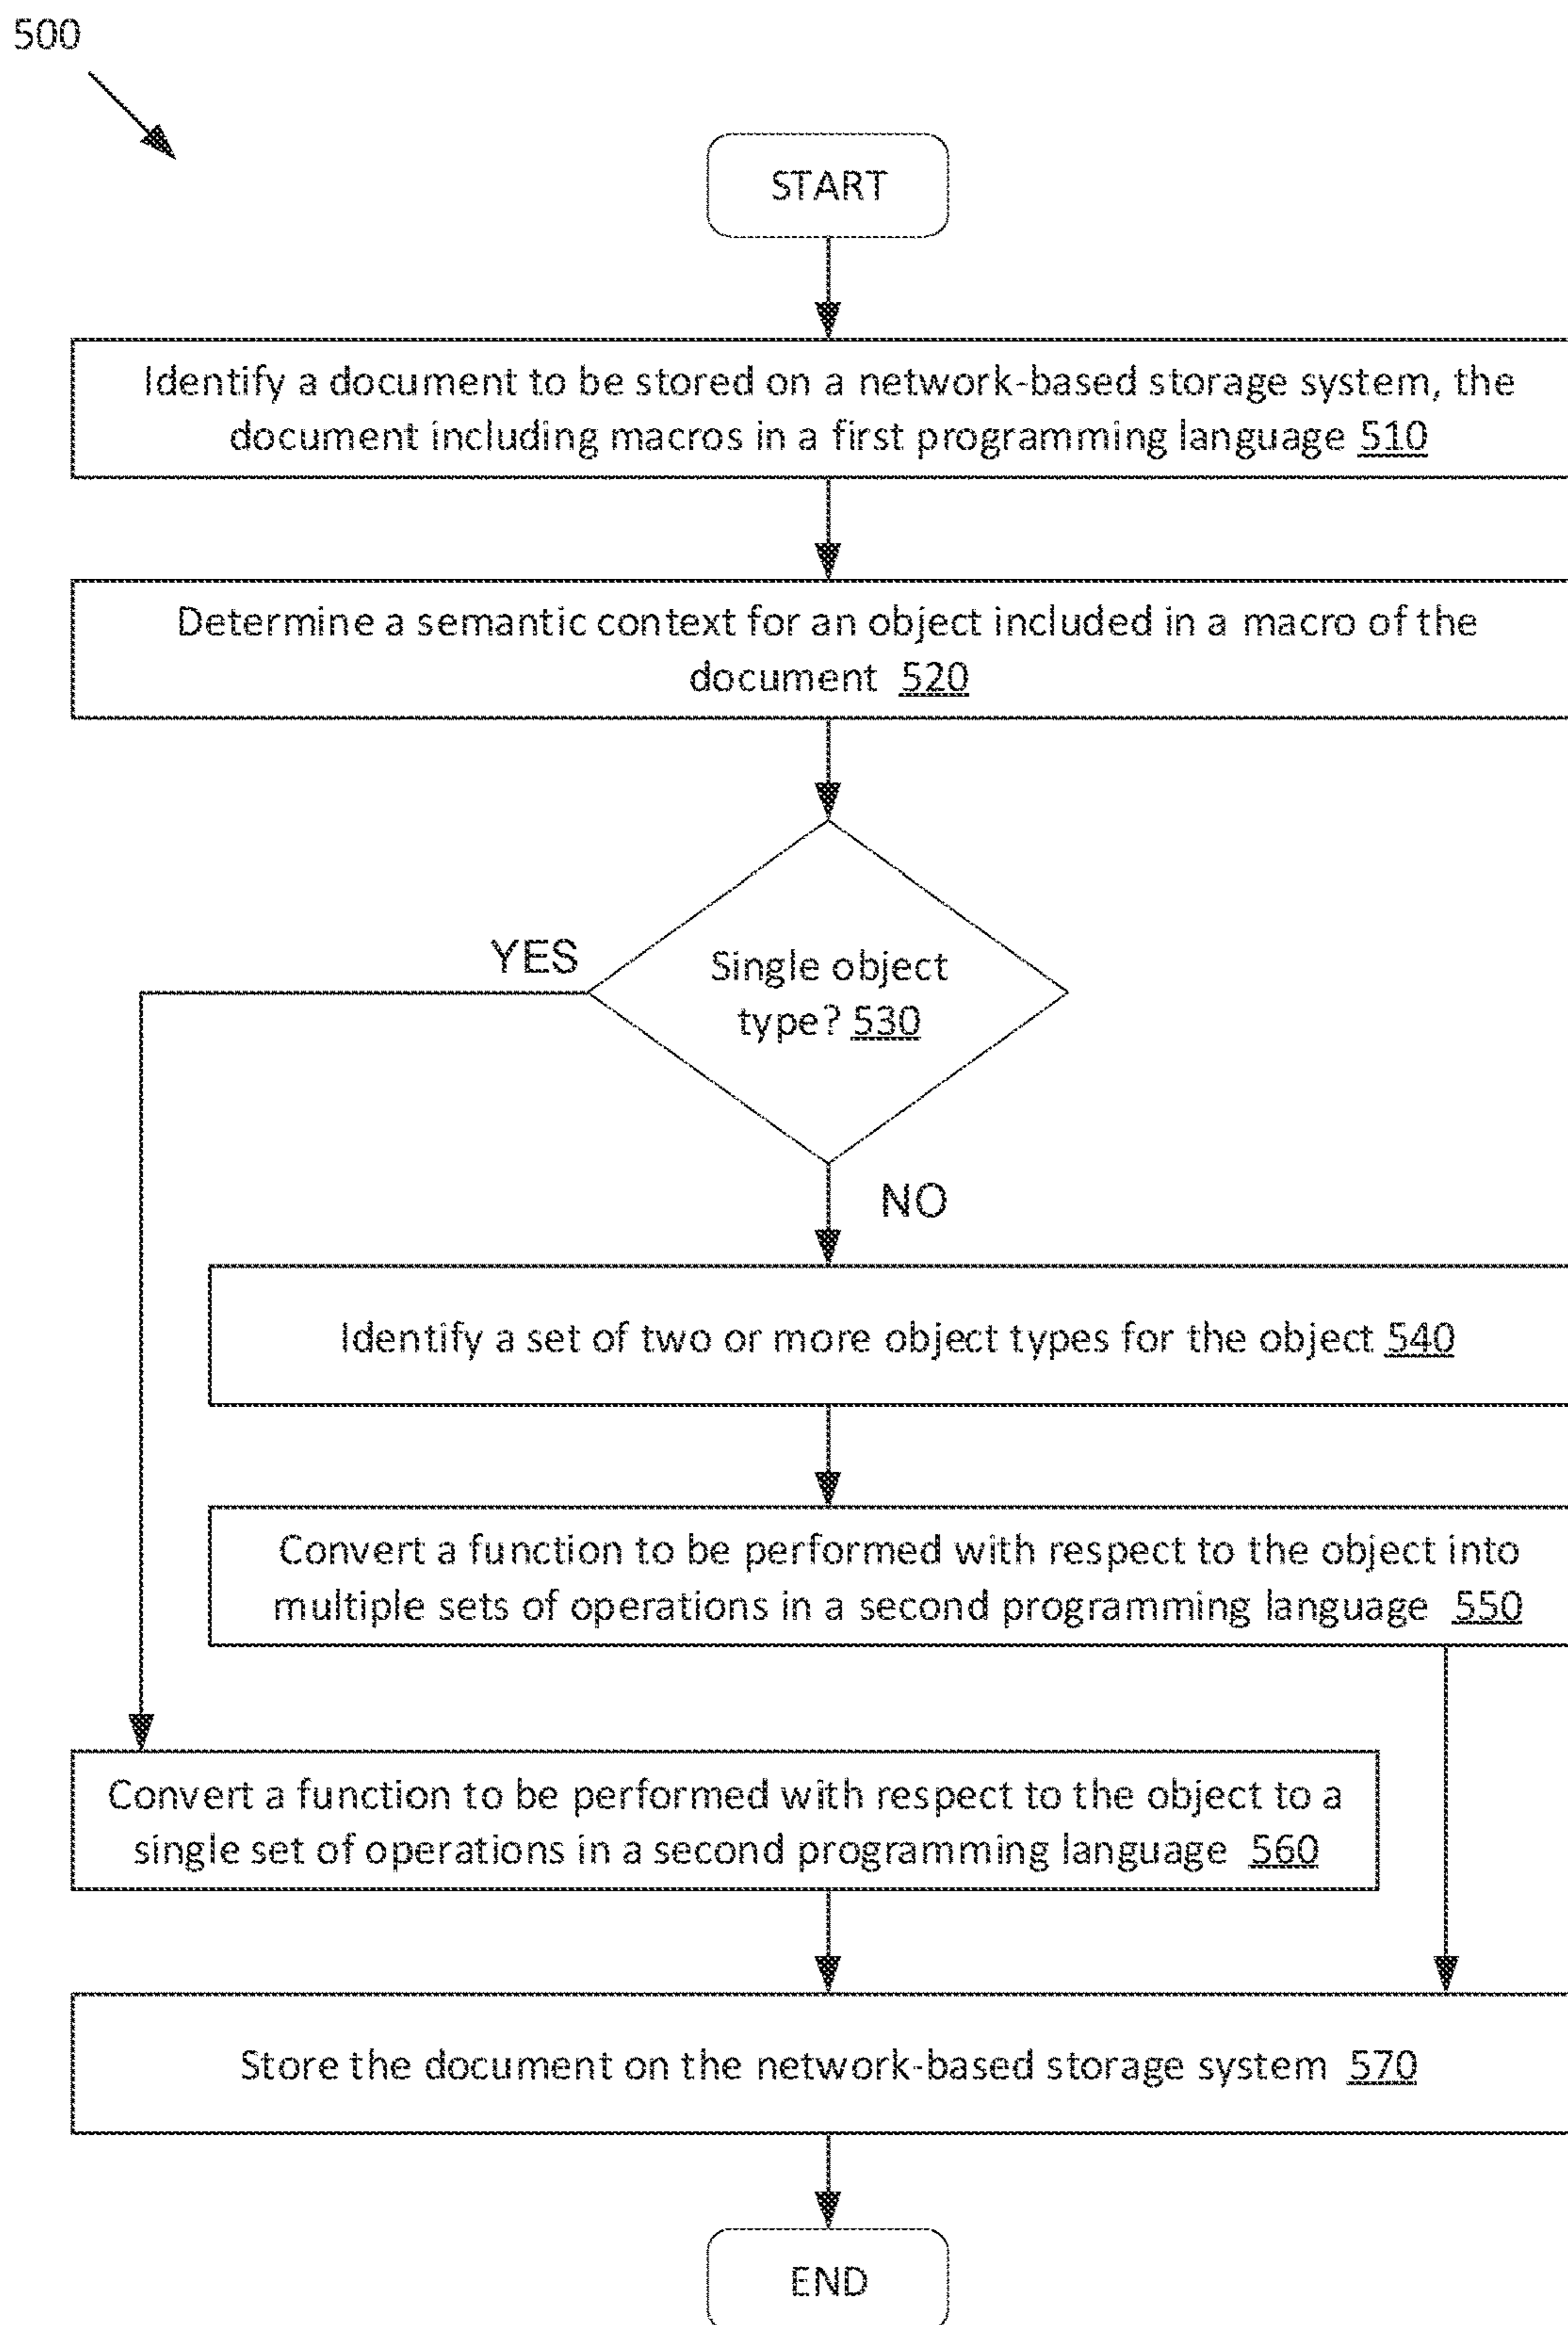 500
START
Identify a document to be stored on a network-based storage system, the
document including macros in a first programming language 510
Determine a semantic context for an object included in a macro of the
document 520
YES
Single object
type? 530
NO
Identify a set of two or more object types for the object 540
Convert a function to be performed with respect to the object into
multiple sets of operations in a second programming language 550
Convert a function to be performed with respect to the object to a
single set of operations in a second programming language 560
Store the document on the network-based storage system 570
END